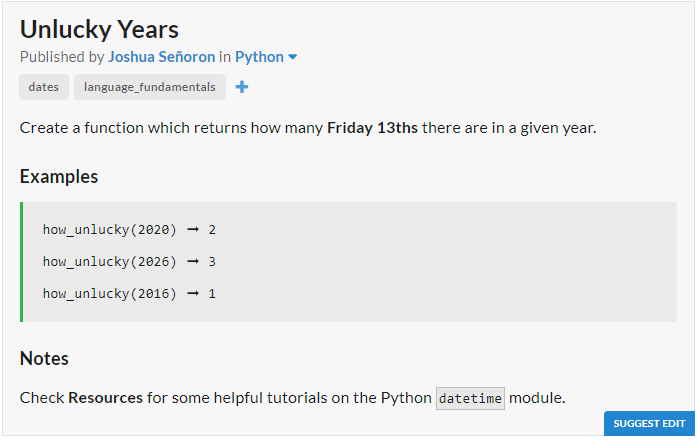 Unlucky Years
Published by Joshua Señoron in Python
dates language_fundamentals +
Create a function which returns how many Friday 13ths there are in a given year.
Examples
how_unlucky(2020) ➞ 2
how_unlucky(2026) ➞ 3
how_unlucky(2016) ➞ 1
Notes
Check Resources for some helpful tutorials on the Python datetime module.
SUGGEST EDIT